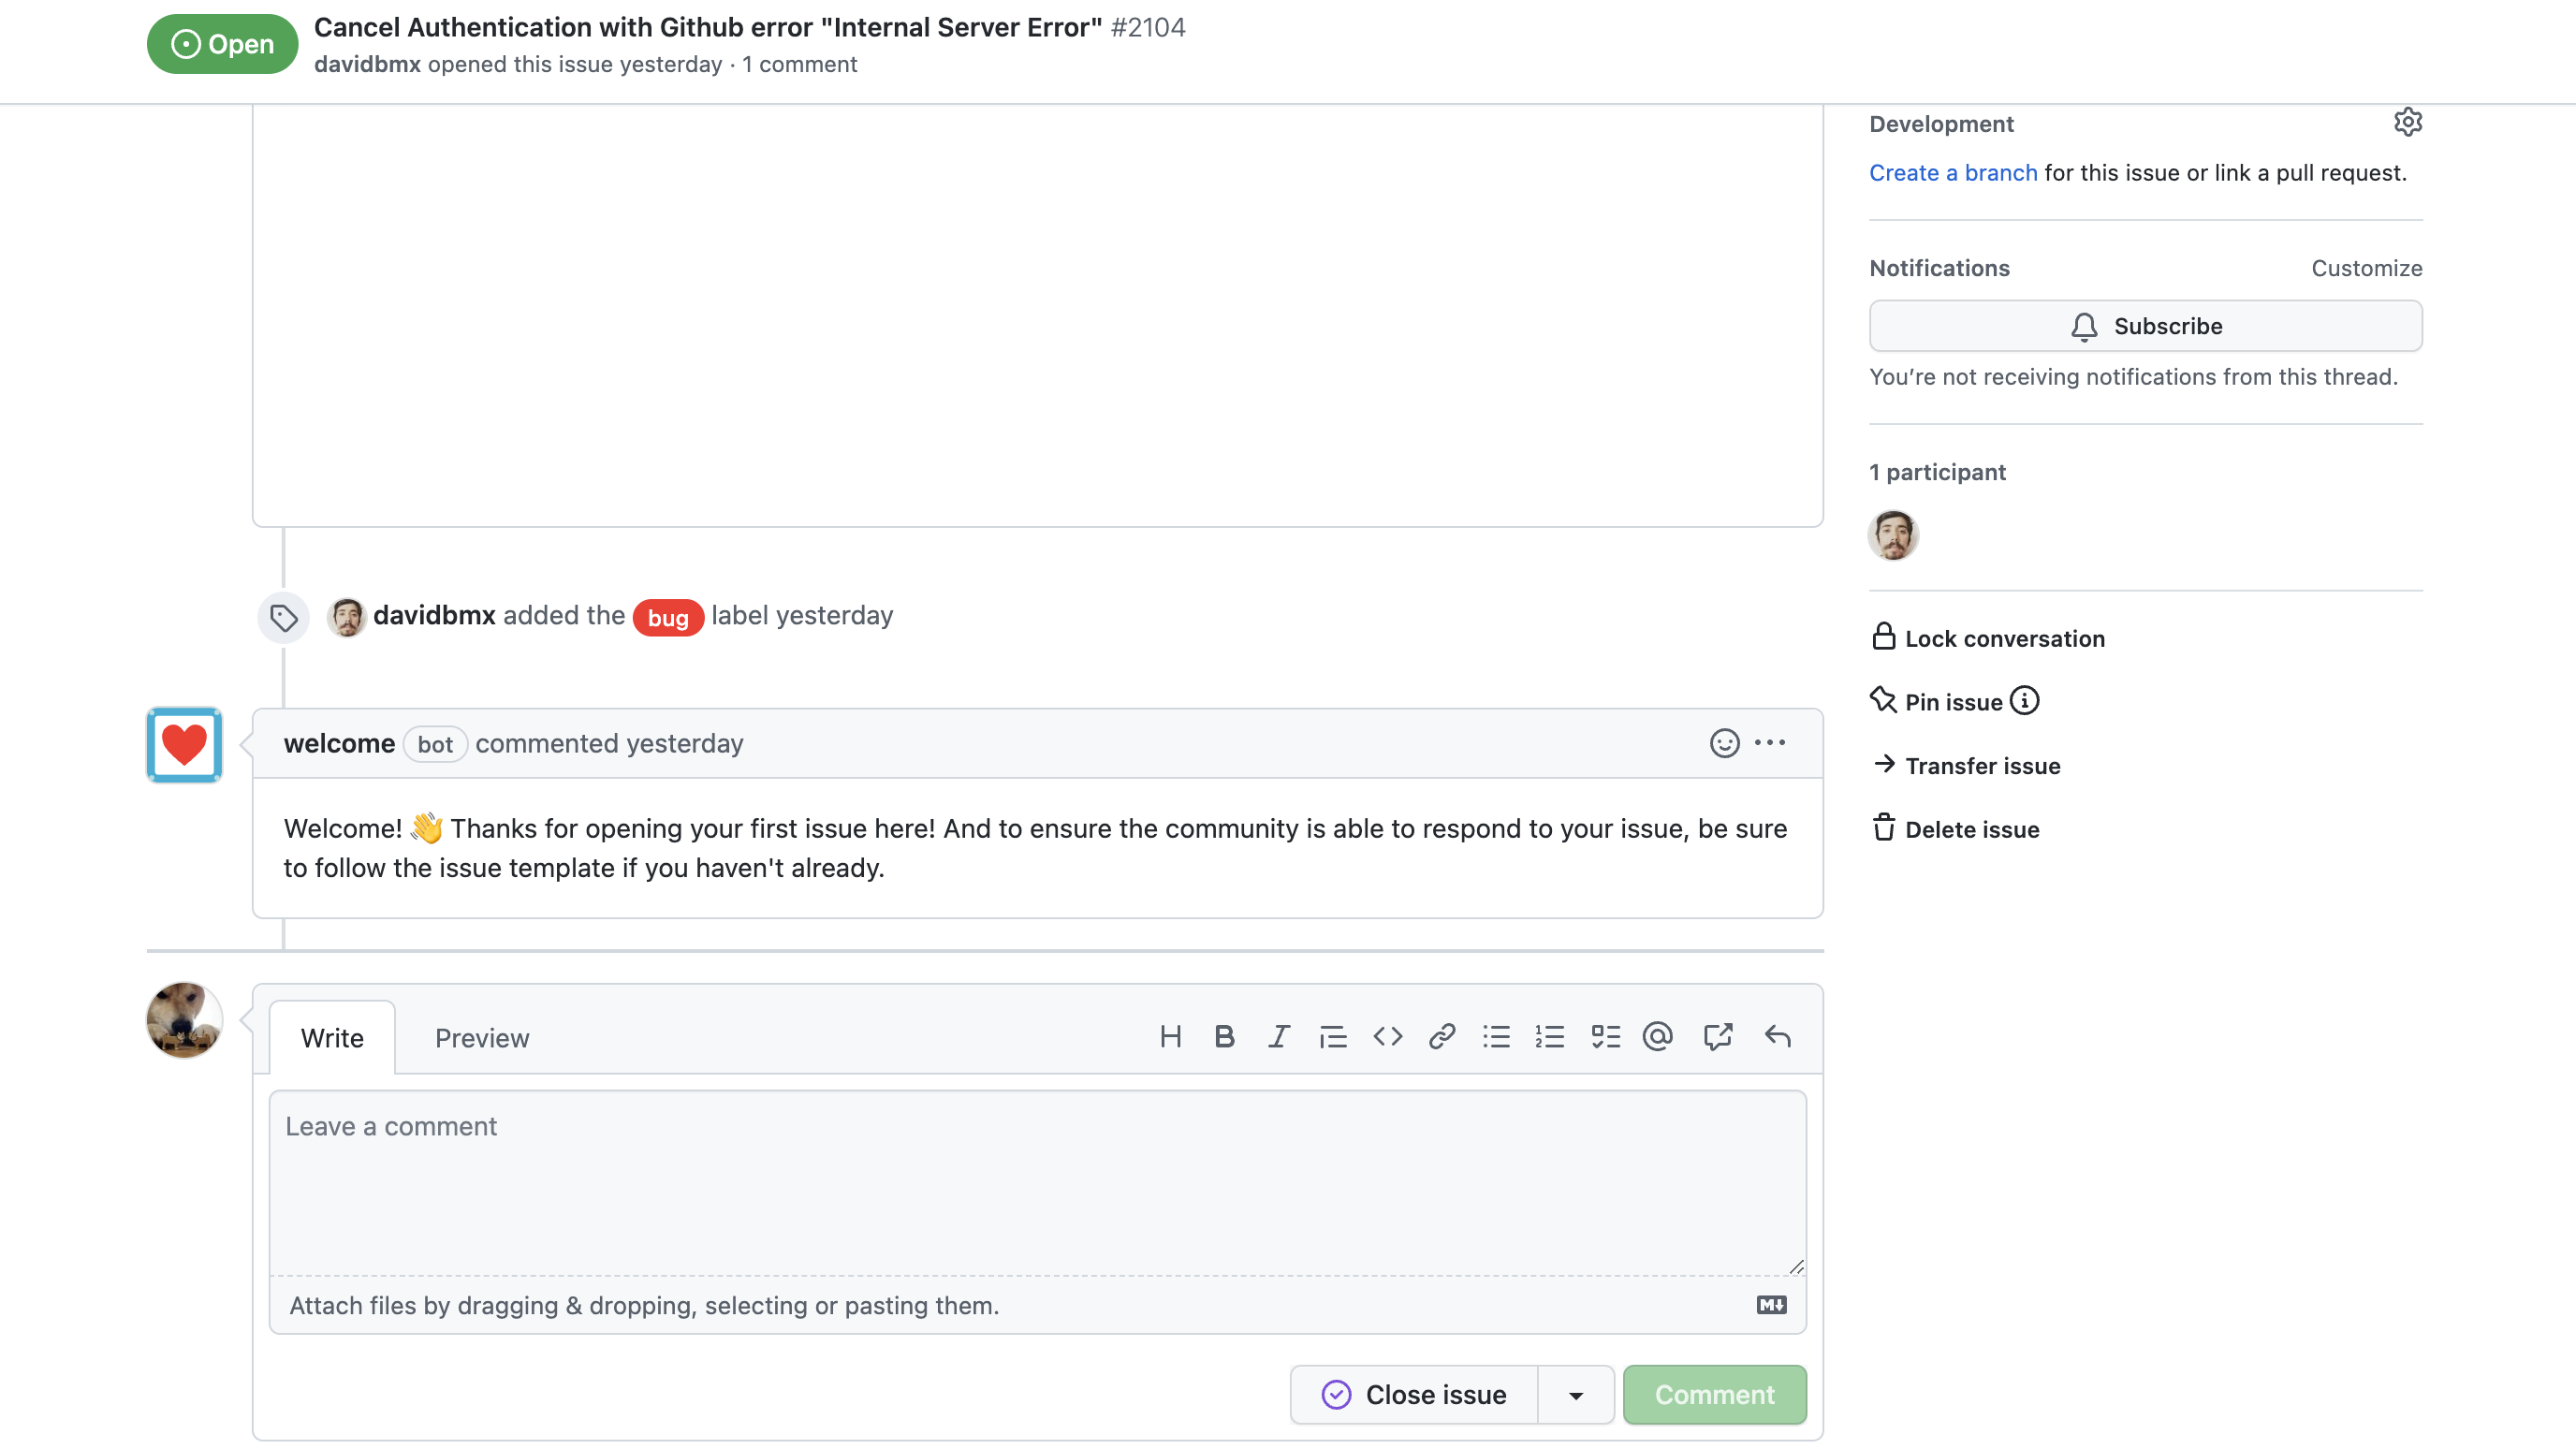 Open
Cancel Authentication with Github error "Internal Server Error" #2104
davidbmx opened this issue yesterday · 1 comment
Development
Create a branch for this issue or link a pull request.
Notifications
Customize
Subscribe
You’re not receiving notifications from this thread.
1 participant
davidbmx added the bug label yesterday
Lock conversation
Pin issue
Transfer issue
Delete issue
welcome bot commented yesterday
Welcome! 👋 Thanks for opening your first issue here! And to ensure the community is able to respond to your issue, be sure
to follow the issue template if you haven't already.
Write
Preview
Leave a comment
Attach files by dragging & dropping, selecting or pasting them.
Close issue
Comment